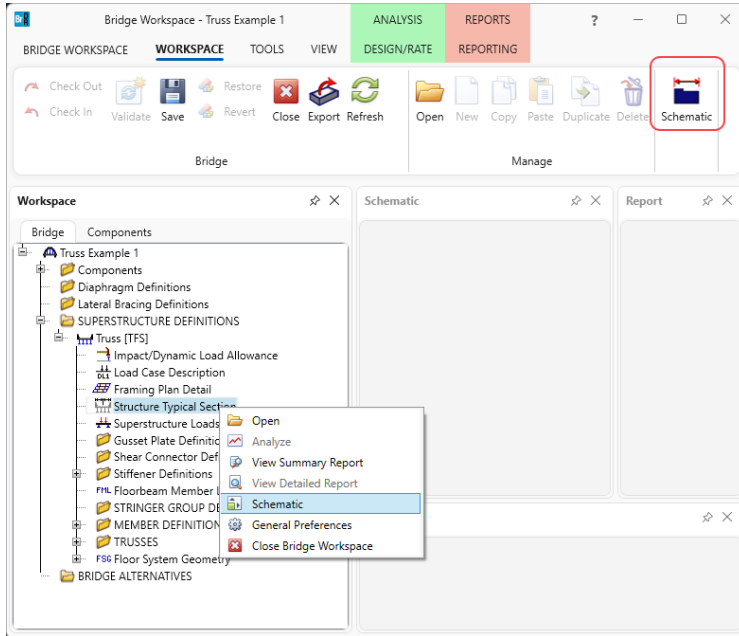 Br Bridge Workspace - Truss Example 1 ANALYSIS REPORTS ?
BRIDGE WORKSPACE WORKSPACE TOOLS VIEW DESIGN/RATE REPORTING
Check Out
Check In
Validate
Save
Restore
Revert
Close
Export
Refresh
Open
New
Copy
Paste
Duplicate
Delete
Schematic
Bridge
Manage
Workspace
Schematic
Report
Bridge Components
Truss Example 1
Components
Diaphragm Definitions
Lateral Bracing Definitions
SUPERSTRUCTURE DEFINITIONS
Truss [TFS]
Impact/Dynamic Load Allowance
DL1 Load Case Description
Framing Plan Detail
Structure Typical Section
Superstructure Loads
Gusset Plate Definitic
Shear Connector Def
Stiffener Definitions
FML Floorbeam Member L
STRINGER GROUP DE
MEMBER DEFINITION
TRUSSES
FSG Floor System Geometry
BRIDGE ALTERNATIVES
Open
Analyze
View Summary Report
View Detailed Report
Schematic
General Preferences
Close Bridge Workspace